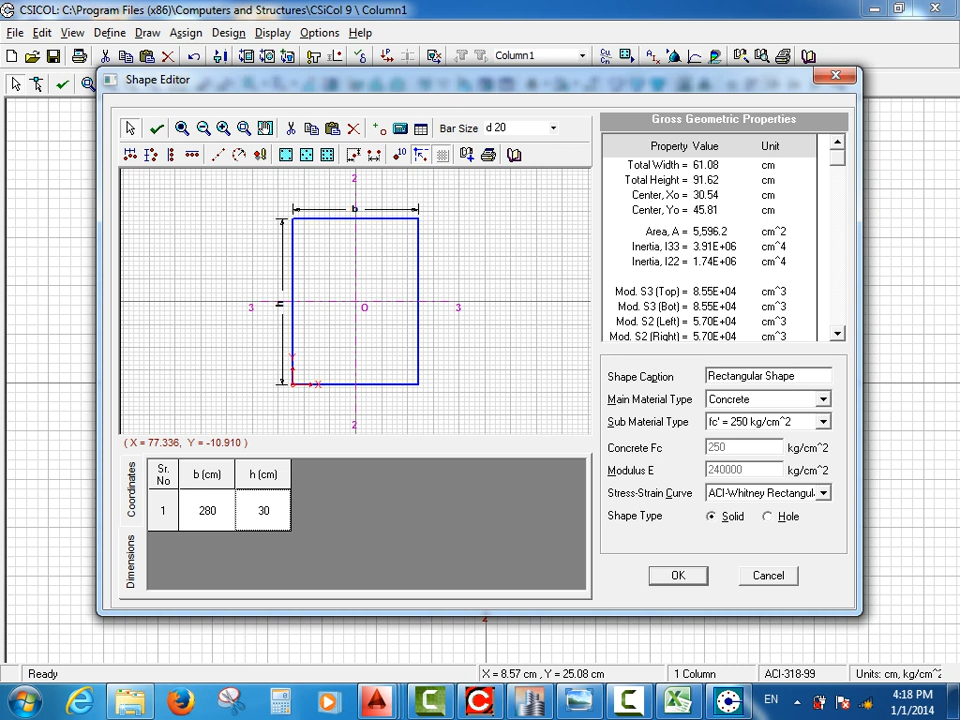 CSICOL: C:\Program Files (x86)\Computers and Structures\CSiCol 9 \ Column1
File Edit View Define Draw Assign Design Display Options Help
Column1
Shape Editor
Bar Size d 20
Gross Geometric Properties
Property Value Unit
Total Width = 61.08 cm
Total Height = 91.62 cm
Center, Xo = 30.54 cm
Center, Yo = 45.81 cm
Area, A = 5,596.2 cm^2
Inertia, I33 = 3.91E+06 cm^4
Inertia, I22 = 1.74E+06 cm^4
Mod. S3 (Top) = 8.55E+04 cm^3
Mod. S3 (Bot) = 8.55E+04 cm^3
Mod. S2 (Left) = 5.70E+04 cm^3
Mod. S2 (Right) = 5.70E+04 cm^3
2
b
h
3
O
3
Y
X
2
( X = 77.336, Y = -10.910 )
Coordinates
Dimensions
Sr. No b (cm) h (cm)
1 280 30
Shape Caption Rectangular Shape
Main Material Type Concrete
Sub Material Type fc' = 250 kg/cm^2
Concrete Fc 250 kg/cm^2
Modulus E 240000 kg/cm^2
Stress-Strain Curve ACI-Whitney Rectangul
Shape Type Solid Hole
OK Cancel
2
Ready X = 8.57 cm , Y = 25.08 cm 1 Column ACI-318-99 Units: cm, kg/cm^2
EN
4:18 PM
1/1/2014